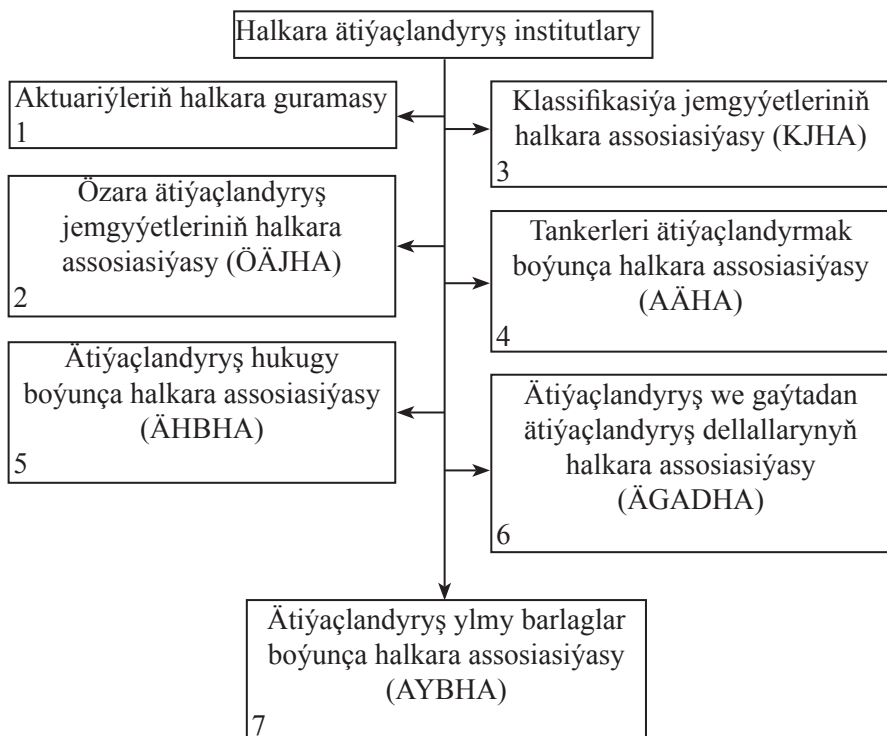 Halkara ätiýaçlandyryş institutlary
Aktuariýleriň halkara guramasy
1
Özara ätiýaçlandyryş
jemgyýetleriniň halkara
assosiasiýasy (ÖÄJHA)
2
Klassifikasiýa jemgyýetleriniň
halkara assosiasiýasy (KJHA)
3
Tankerleri ätiýaçlandyrmak
boýunça halkara assosiasiýasy
(AÄHA)
4
Ätiýaçlandyryş hukugy
boýunça halkara assosiasiýasy
(ÄHBHA)
5
Ätiýaçlandyryş we gaýtadan
ätiýaçlandyryş dellallarynyň
halkara assosiasiýasy
(ÄGADHA)
6
Ätiýaçlandyryş ylmy barlaglar
boýunça halkara assosiasiýasy
(AYBHA)
7